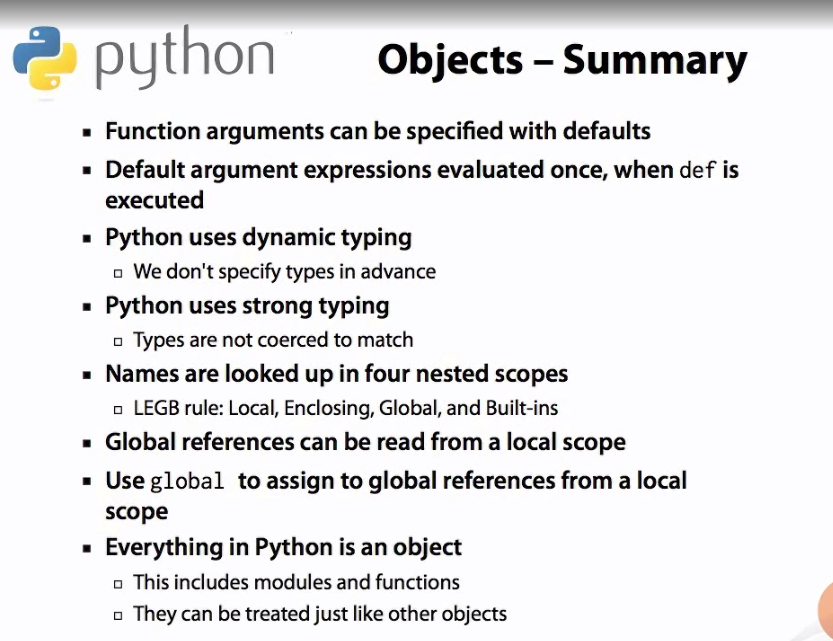 python
Objects – Summary
▪ Function arguments can be specified with defaults
▪ Default argument expressions evaluated once, when def is
executed
▪ Python uses dynamic typing
▫ We don't specify types in advance
▪ Python uses strong typing
▫ Types are not coerced to match
▪ Names are looked up in four nested scopes
▫ LEGB rule: Local, Enclosing, Global, and Built-ins
▪ Global references can be read from a local scope
▪ Use global to assign to global references from a local
scope
▪ Everything in Python is an object
▫ This includes modules and functions
▫ They can be treated just like other objects